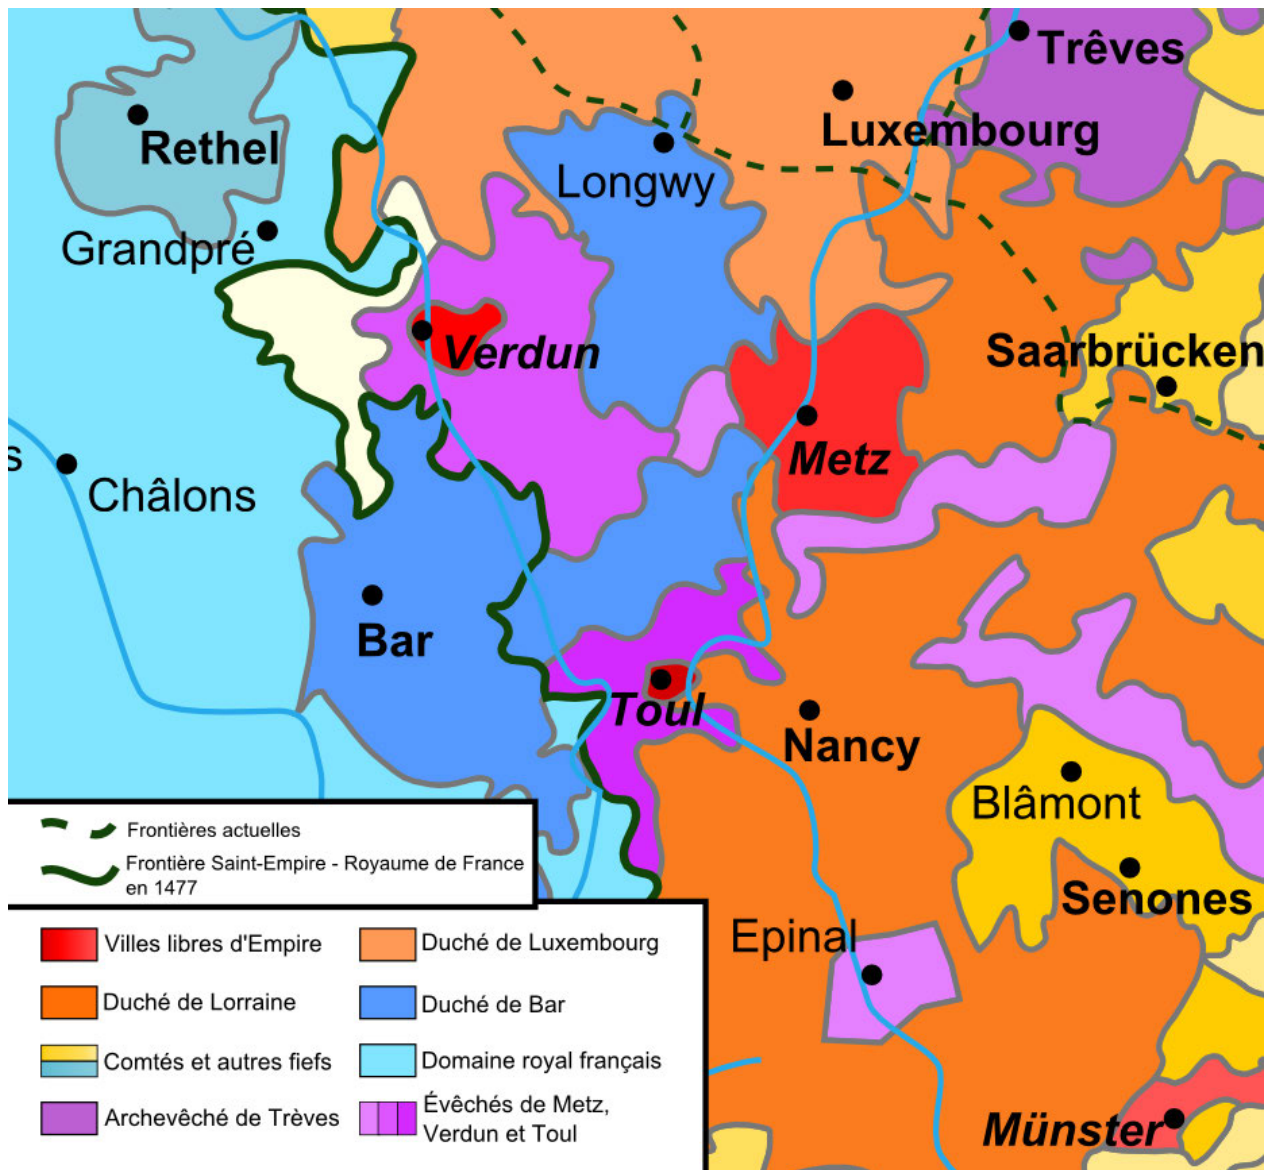 Trêves
Rethel
Luxembourg
Longwy
Grandpré
Verdun
Saarbrücken
Metz
s
Châlons
Bar
Toul
Nancy
Blâmont
Senones
Epinal
Münster
Frontières actuelles
Frontière Saint-Empire - Royaume de France
en 1477
Villes libres d'Empire
Duché de Luxembourg
Duché de Lorraine
Duché de Bar
Comtés et autres fiefs
Domaine royal français
Archevêché de Trèves
Évêchés de Metz,
Verdun et Toul